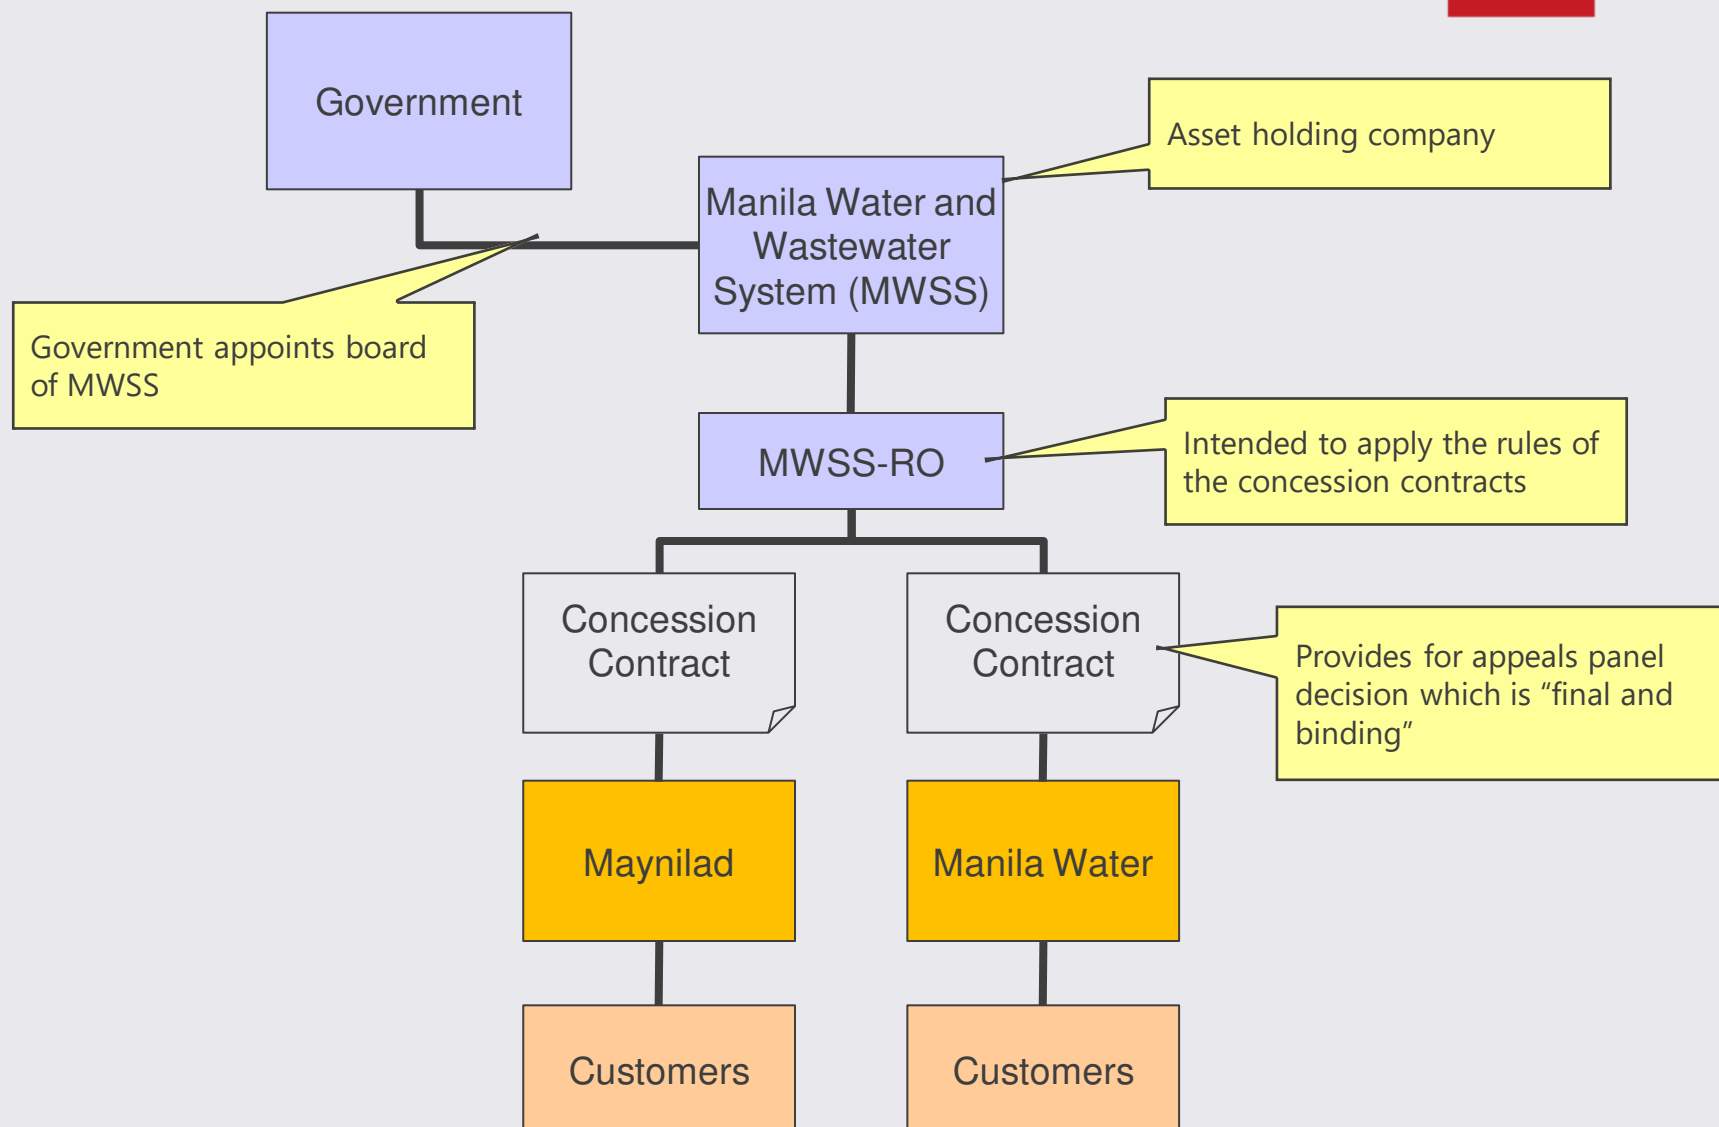 Government
Asset holding company
Manila Water and
Wastewater
System (MWSS)
Government appoints board
of MWSS
MWSS-RO
Intended to apply the rules of
the concession contracts
Concession
Contract
Concession
Contract
Provides for appeals panel
decision which is “final and
binding”
Maynilad
Manila Water
Customers
Customers